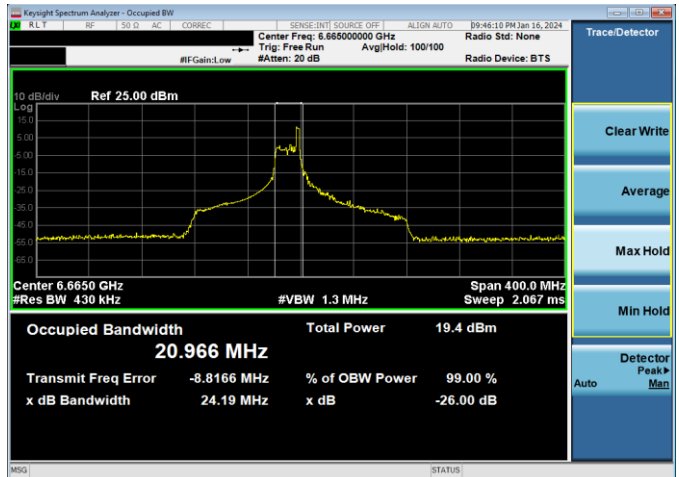 Keysight Spectrum Analyzer - Occupied BW
RLT RF 50 Ω AC CORREC SENSE:INT SOURCE OFF ALIGN AUTO 09:46:10 PM Jan 16, 2024
Center Freq: 6.665000000 GHz Radio Std: None
Trig: Free Run Avg|Hold: 100/100
#IFGain:Low #Atten: 20 dB Radio Device: BTS
Trace/Detector
10 dB/div Ref 25.00 dBm
Log
15.0
5.00
-5.00
-15.0
-25.0
-35.0
-45.0
-55.0
-65.0
Center 6.6650 GHz Span 400.0 MHz
#Res BW 430 kHz #VBW 1.3 MHz Sweep 2.067 ms
Occupied Bandwidth Total Power 19.4 dBm
20.966 MHz
Transmit Freq Error -8.8166 MHz % of OBW Power 99.00 %
x dB Bandwidth 24.19 MHz x dB -26.00 dB
Clear Write
Average
Max Hold
Min Hold
Detector
Peak▶
Auto Man
MSG STATUS